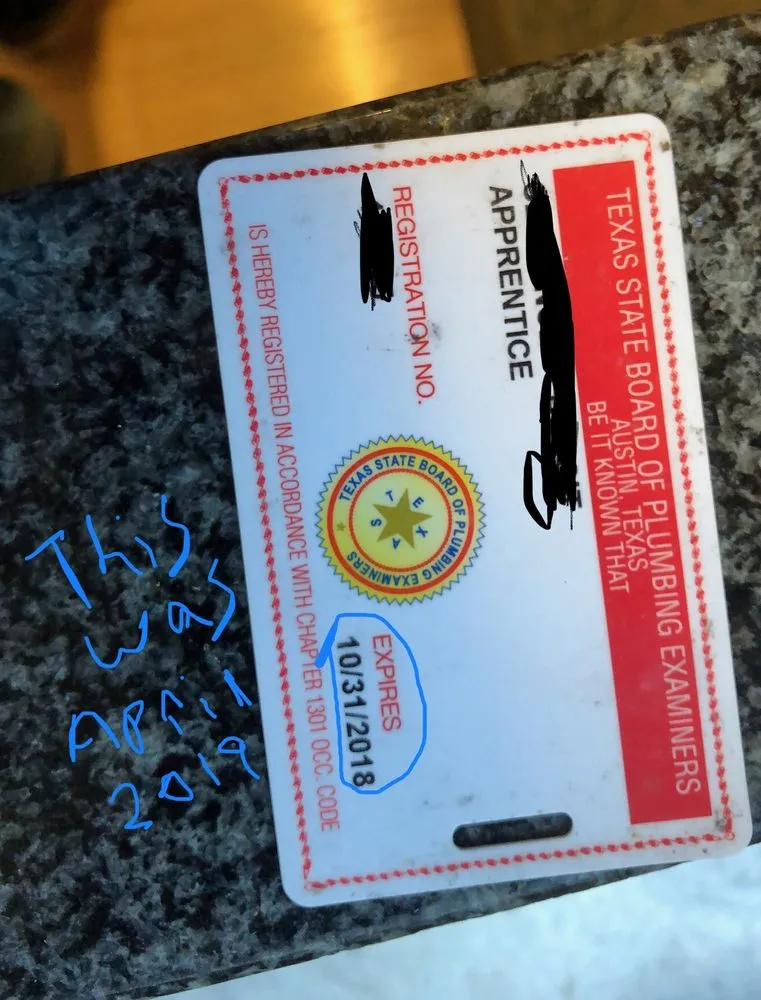 TEXAS STATE BOARD OF PLUMBING EXAMINERS
AUSTIN, TEXAS
BE IT KNOWN THAT
APPRENTICE
REGISTRATION NO.
TEXAS STATE BOARD OF PLUMBING EXAMINERS
TEXAS
EXPIRES
10/31/2018
IS HEREBY REGISTERED IN ACCORDANCE WITH CHAPTER 1301 OCC. CODE
This
was
April
2019